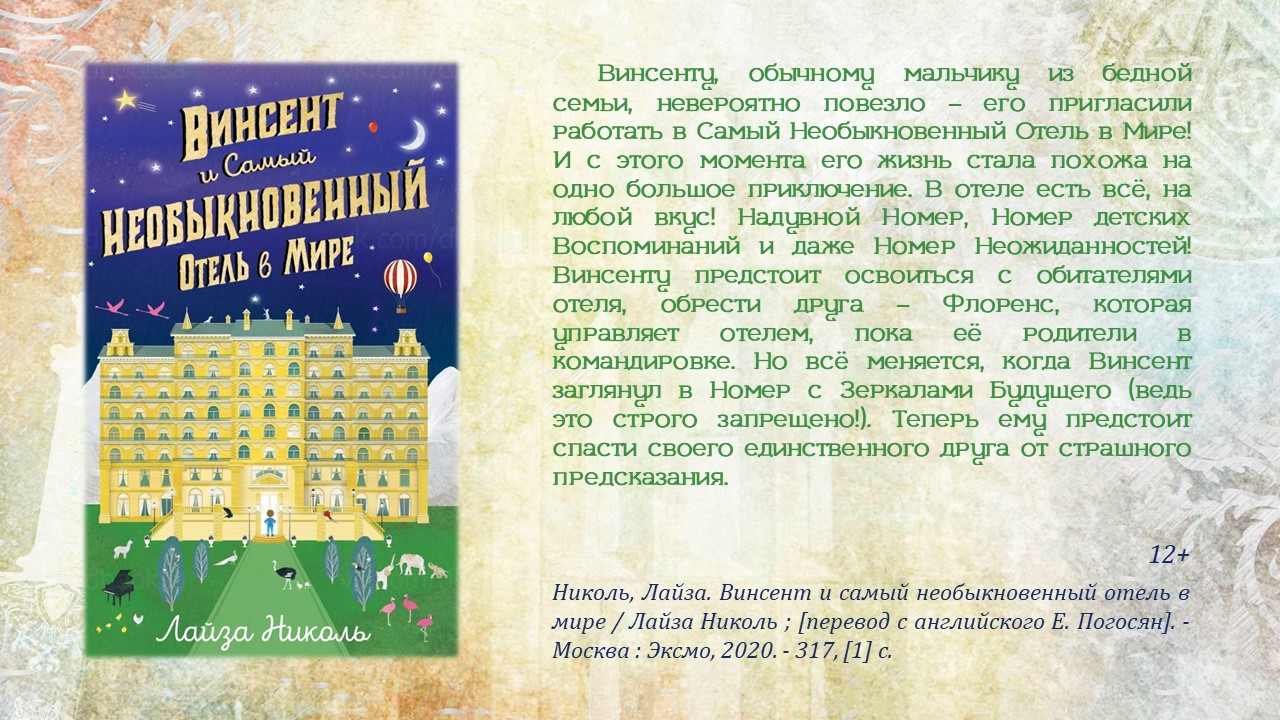 Винсент
и Самый
Необыкновенный
Отель в Мире
Лайза Николь
Винсенту, обычному мальчику из бедной
семьи, невероятно повезло – его пригласили
работать в Самый Необыкновенный Отель в Мире!
И с этого момента его жизнь стала похожа на
одно большое приключение. В отеле есть всё, на
любой вкус! Надувной Номер, Номер детских
Воспоминаний и даже Номер Неожиданностей!
Винсенту предстоит освоиться с обитателями
отеля, обрести друга – Флоренс, которая
управляет отелем, пока её родители в
командировке. Но всё меняется, когда Винсент
заглянул в Номер с Зеркалами Будущего (ведь
это строго запрещено!). Теперь ему предстоит
спасти своего единственного друга от страшного
предсказания.
12+
Николь, Лайза. Винсент и самый необыкновенный отель в
мире / Лайза Николь ; [перевод с английского Е. Погосян]. -
Москва : Эксмо, 2020. - 317, [1] с.